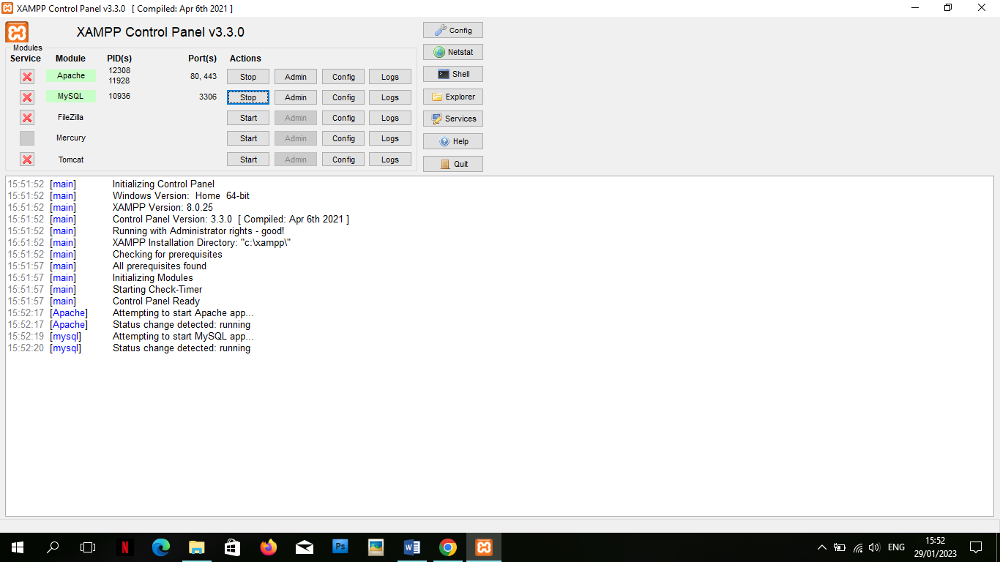 XAMPP Control Panel v3.3.0 [ Compiled: Apr 6th 2021 ]
XAMPP Control Panel v3.3.0
Config
Modules
Service Module PID(s) Port(s) Actions
Netstat
Apache 12308 11928 80, 443 Stop Admin Config Logs
Shell
MySQL 10936 3306 Stop Admin Config Logs
Explorer
FileZilla Start Admin Config Logs
Services
Mercury Start Admin Config Logs
Help
Tomcat Start Admin Config Logs
Quit
15:51:52 [main] Initializing Control Panel
15:51:52 [main] Windows Version: Home 64-bit
15:51:52 [main] XAMPP Version: 8.0.25
15:51:52 [main] Control Panel Version: 3.3.0 [ Compiled: Apr 6th 2021 ]
15:51:52 [main] Running with Administrator rights - good!
15:51:52 [main] XAMPP Installation Directory: "c:\xampp\"
15:51:52 [main] Checking for prerequisites
15:51:57 [main] All prerequisites found
15:51:57 [main] Initializing Modules
15:51:57 [main] Starting Check-Timer
15:51:57 [main] Control Panel Ready
15:52:17 [Apache] Attempting to start Apache app...
15:52:17 [Apache] Status change detected: running
15:52:19 [mysql] Attempting to start MySQL app...
15:52:20 [mysql] Status change detected: running
N
Ps
W
ENG
15:52
29/01/2023